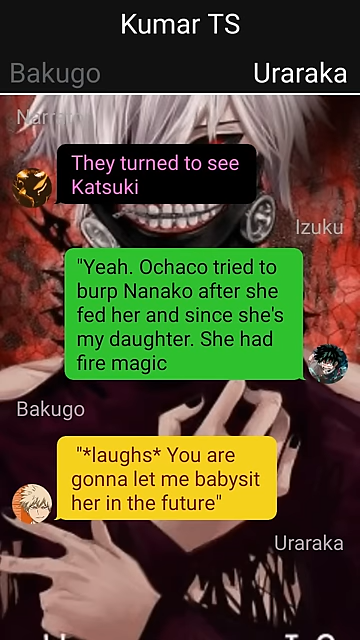 Kumar TS
Bakugo
Uraraka
They turned to see
Katsuki
Izuku
"Yeah. Ochaco tried to
burp Nanako after she
fed her and since she's
my daughter. She had
fire magic
Bakugo
"*laughs* You are
gonna let me babysit
her in the future"
Uraraka